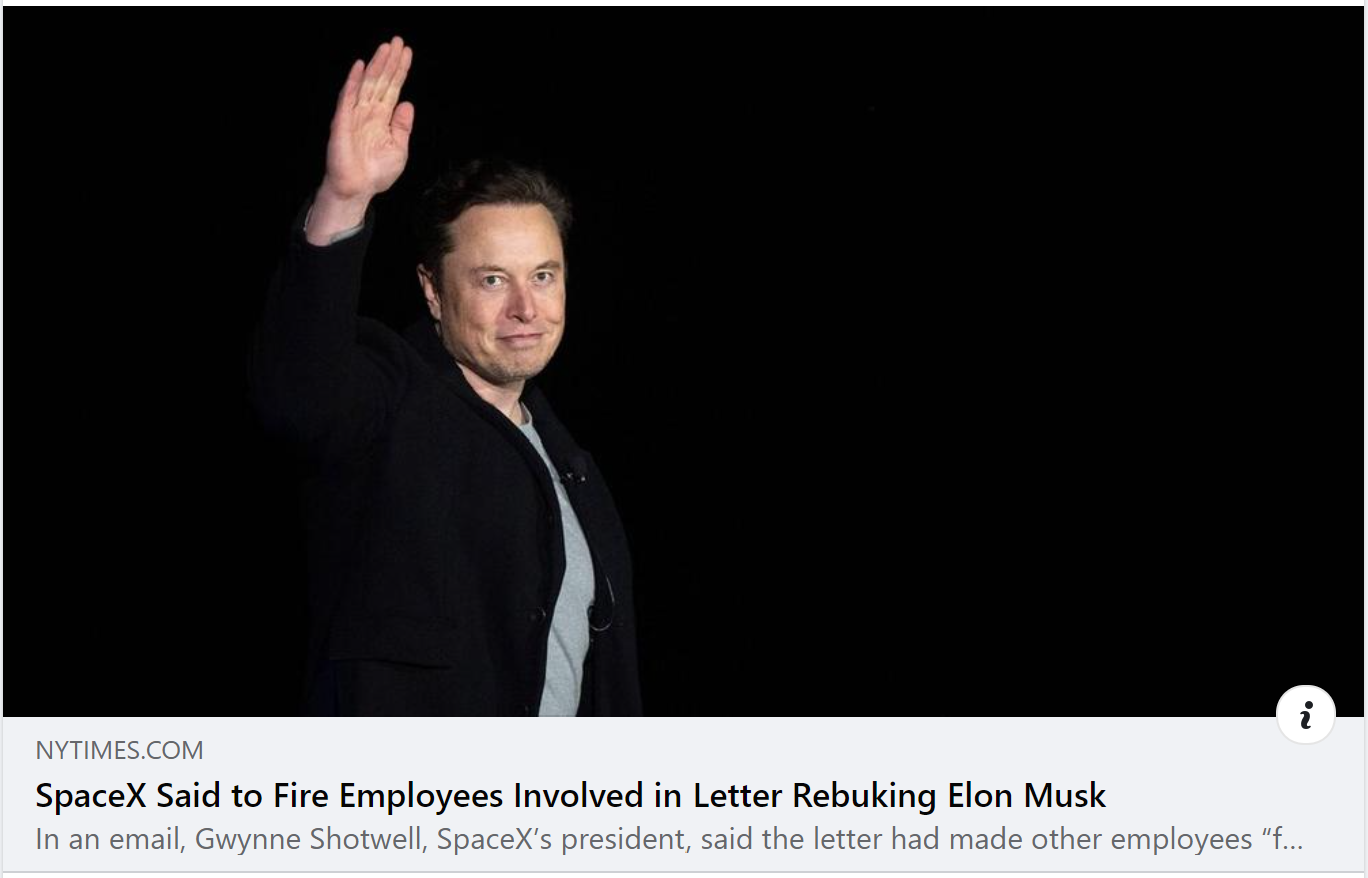 NYTIMES.COM
SpaceX Said to Fire Employees Involved in Letter Rebuking Elon Musk
In an email, Gwynne Shotwell, SpaceX’s president, said the letter had made other employees “f...